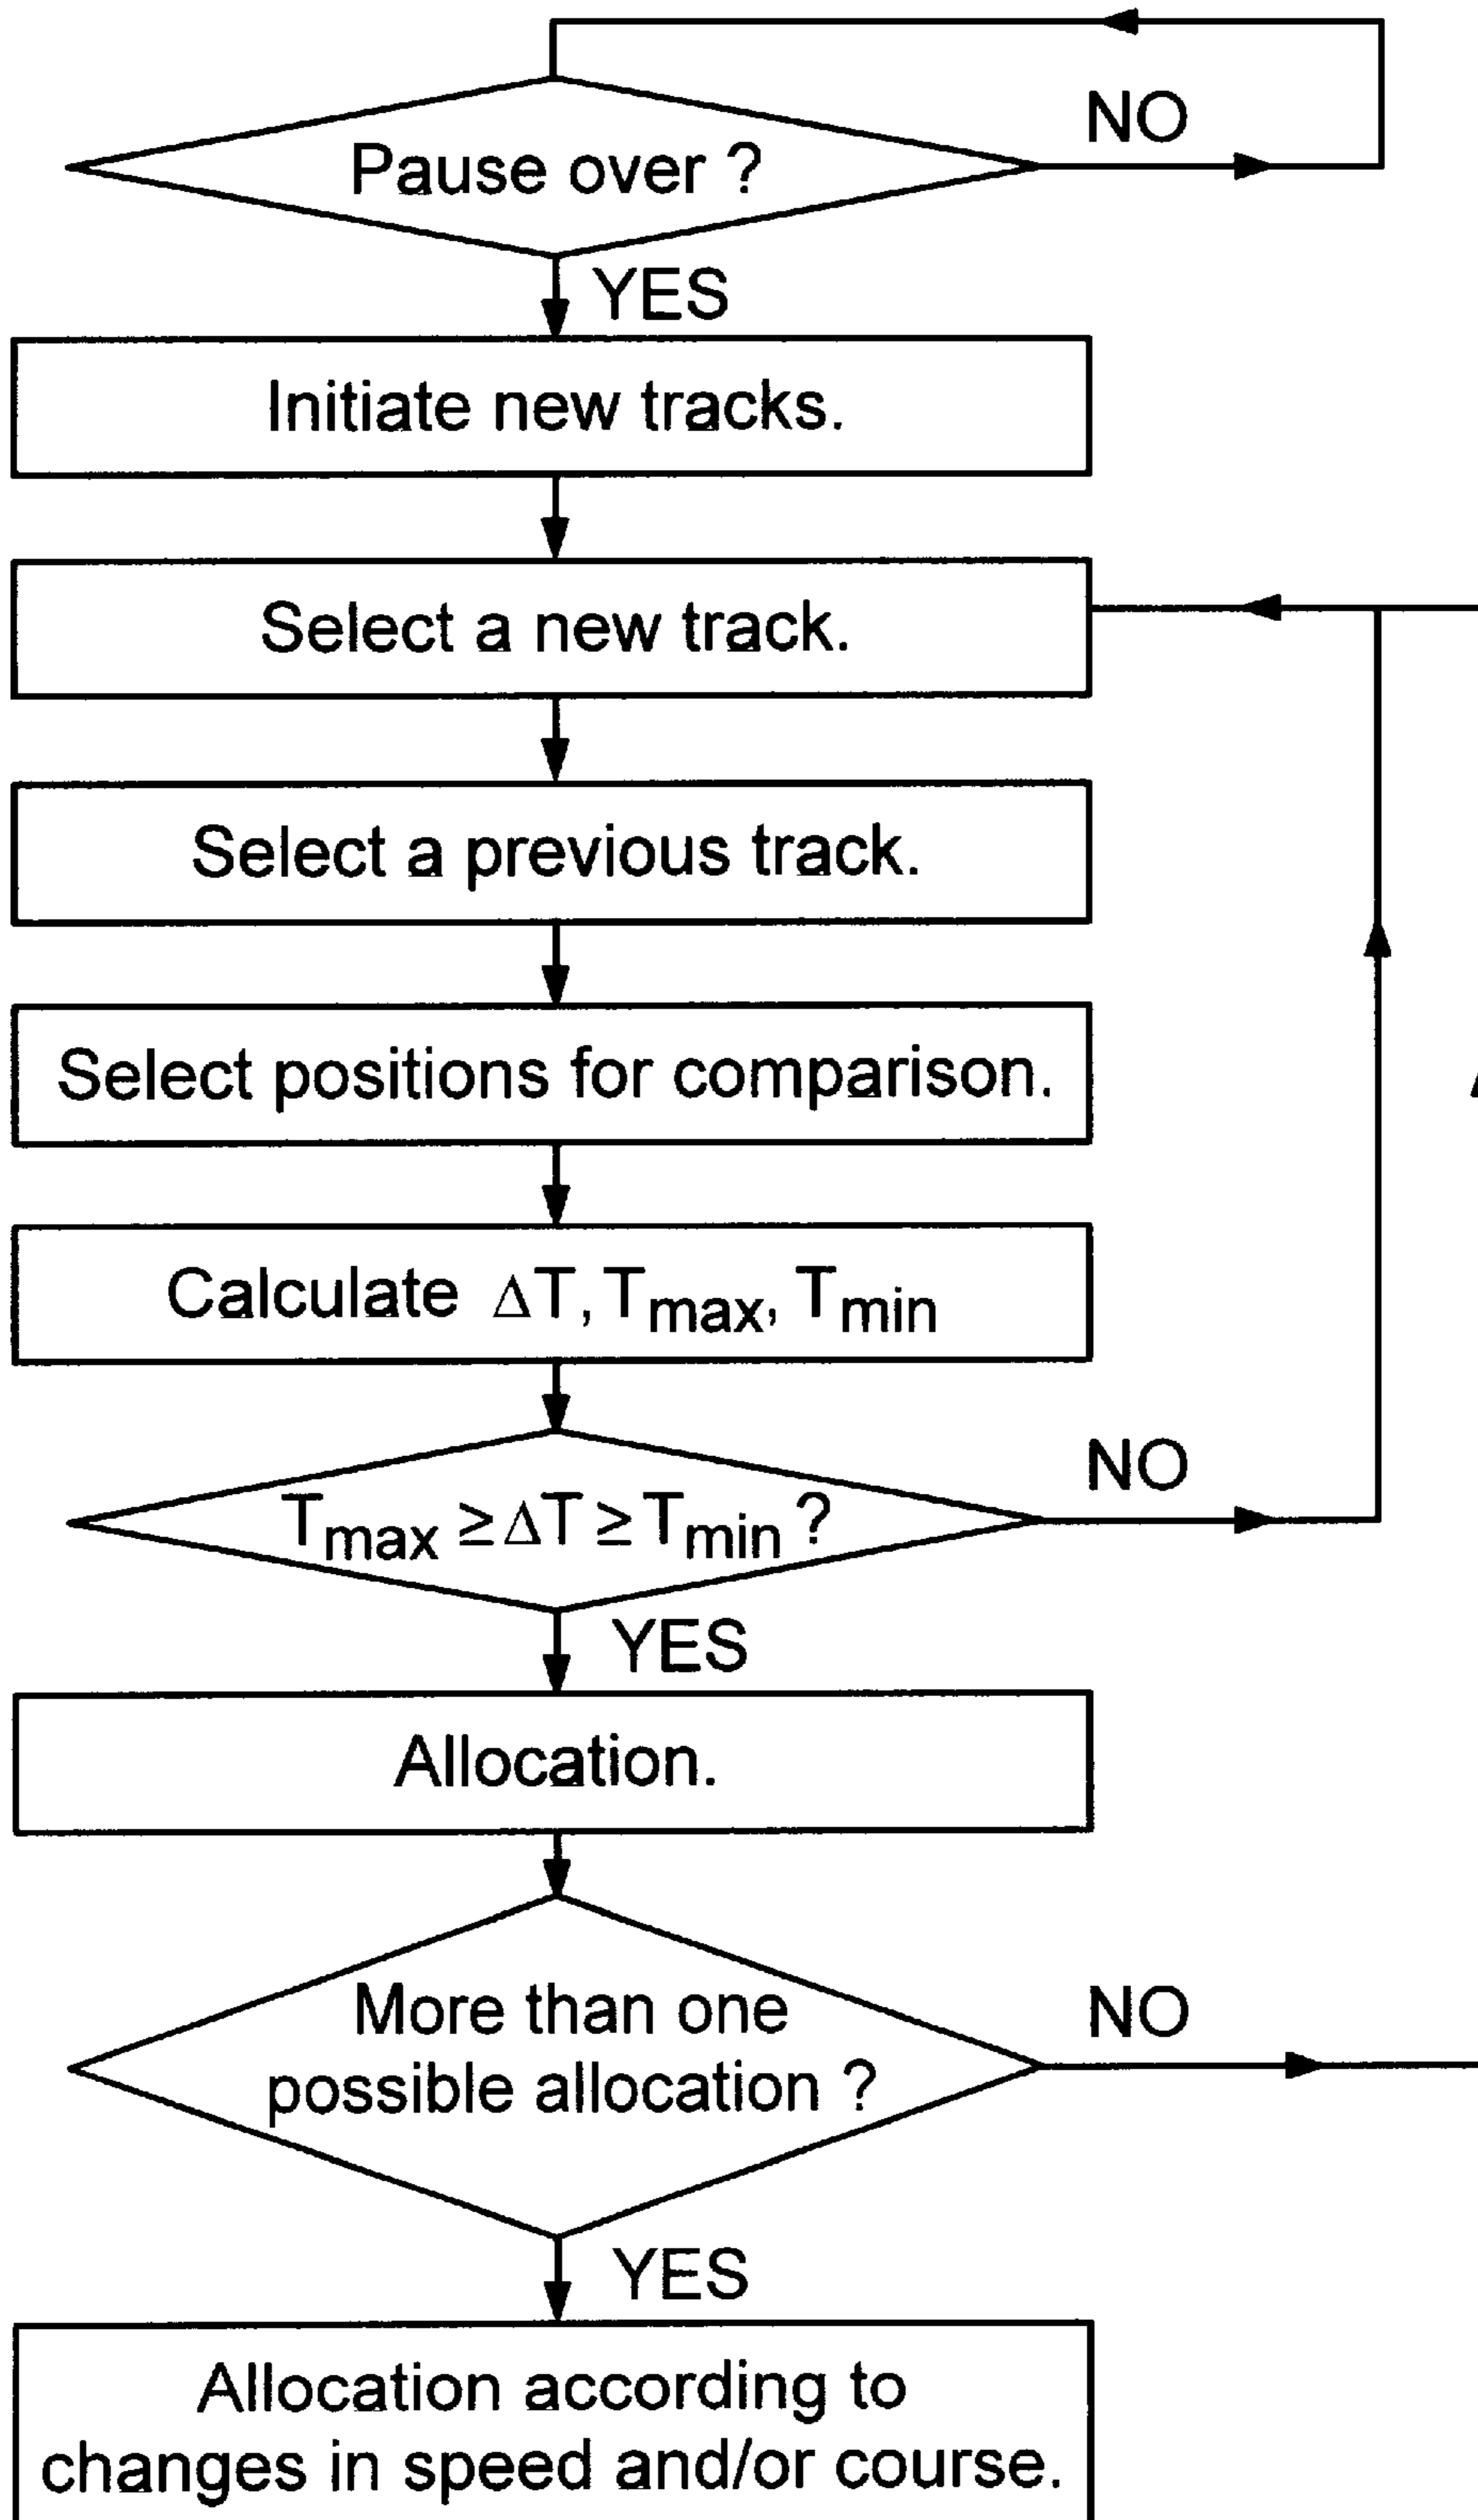 NO
Pause over ?
YES
Initiate new tracks.
Select a new track.
Select a previous track.
Select positions for comparison.
Calculate ΔT, Tmax, Tmin
NO
Tmax ≥ ΔT ≥ Tmin ?
YES
Allocation.
More than one
NO
possible allocation ?
YES
Allocation according to
changes in speed and/or course.